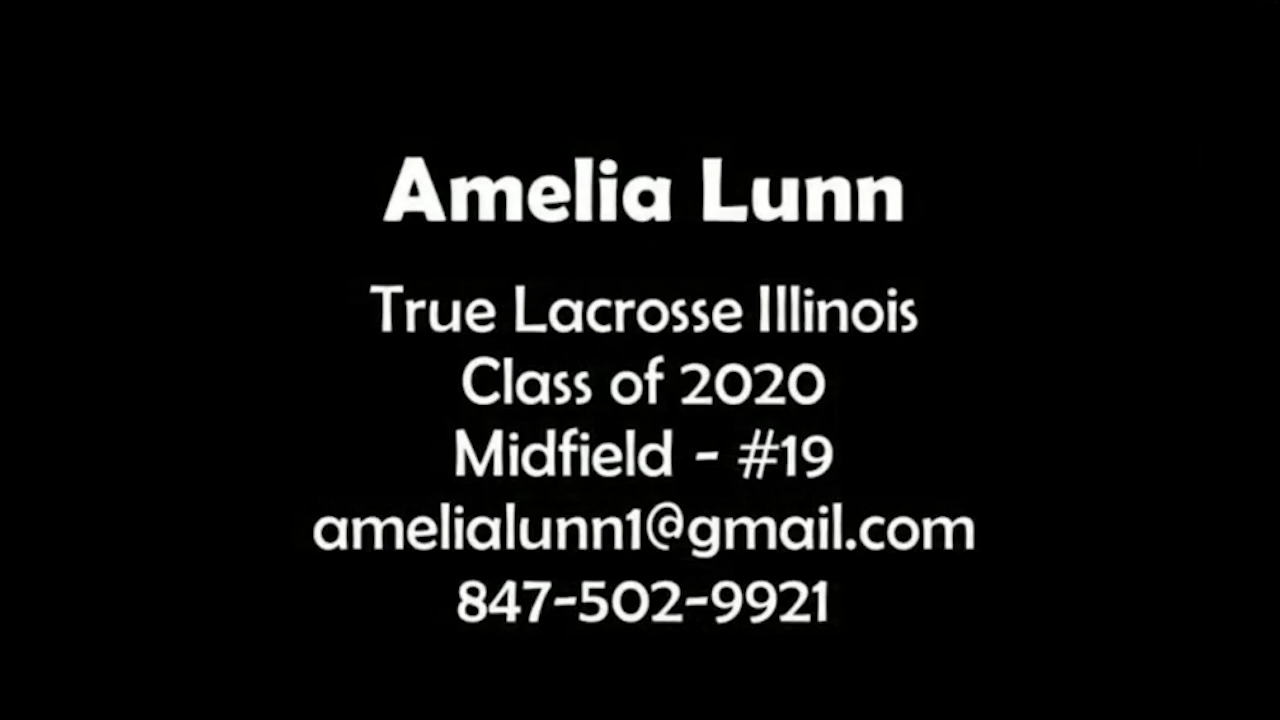 Amelia Lunn
True Lacrosse Illinois
Class of 2020
Midfield - #19
amelialunn1@gmail.com
847-502-9921